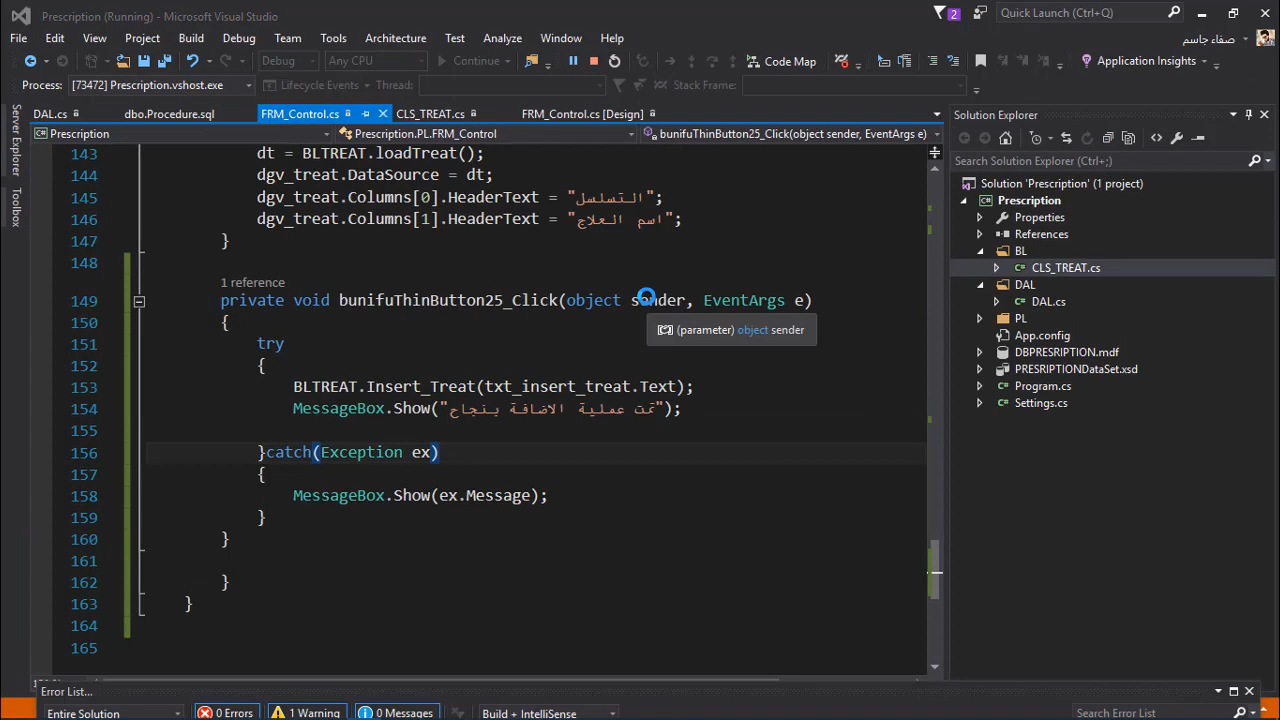 Prescription (Running) - Microsoft Visual Studio
2
Quick Launch (Ctrl+Q)
File Edit View Project Build Debug Team Tools Architecture Test Analyze Window Help
صفاء جاسم
Debug Any CPU Continue Code Map Application Insights
Process: [73472] Prescription.vshost.exe Lifecycle Events Thread: Stack Frame:
DAL.cs dbo.Procedure.sql FRM_Control.cs CLS_TREAT.cs FRM_Control.cs [Design]
Prescription Prescription.PL.FRM_Control bunifuThinButton25_Click(object sender, EventArgs e)
Server Explorer
Toolbox
143 dt = BLTREAT.loadTreat();
144 dgv_treat.DataSource = dt;
145 dgv_treat.Columns[0].HeaderText = "التسلسل";
146 dgv_treat.Columns[1].HeaderText = "اسم العلاج";
147 }
148
1 reference
149 private void bunifuThinButton25_Click(object sender, EventArgs e)
150 {
(parameter) object sender
151 try
152 {
153 BLTREAT.Insert_Treat(txt_insert_treat.Text);
154 MessageBox.Show("تمت عملية الاضافة بنجاح");
155
156 }catch(Exception ex)
157 {
158 MessageBox.Show(ex.Message);
159 }
160 }
161
162 }
163 }
164
165
Solution Explorer
Search Solution Explorer (Ctrl+;)
Solution 'Prescription' (1 project)
Prescription
Properties
References
BL
CLS_TREAT.cs
DAL
DAL.cs
PL
App.config
DBPRESRIPTION.mdf
PRESRIPTIONDataSet.xsd
Program.cs
Settings.cs
Error List...
Entire Solution 0 Errors 1 Warning 0 Messages Build + IntelliSense Search Error List